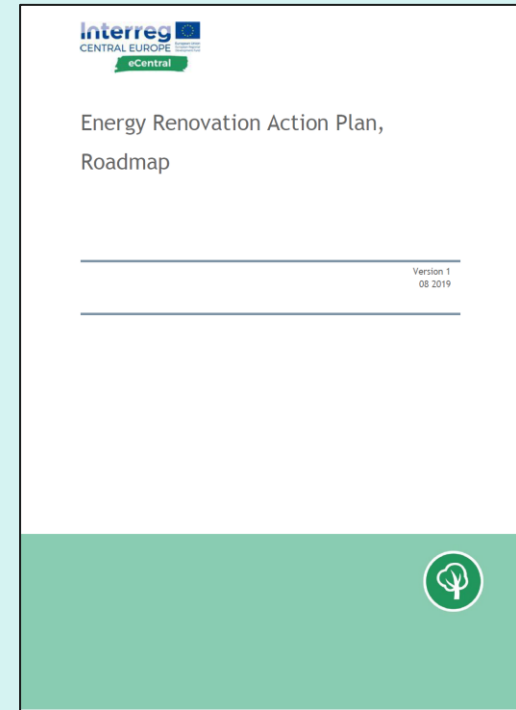 Interreg
CENTRAL EUROPE
eCentral
Energy Renovation Action Plan,
Roadmap
Version 1
08 2019